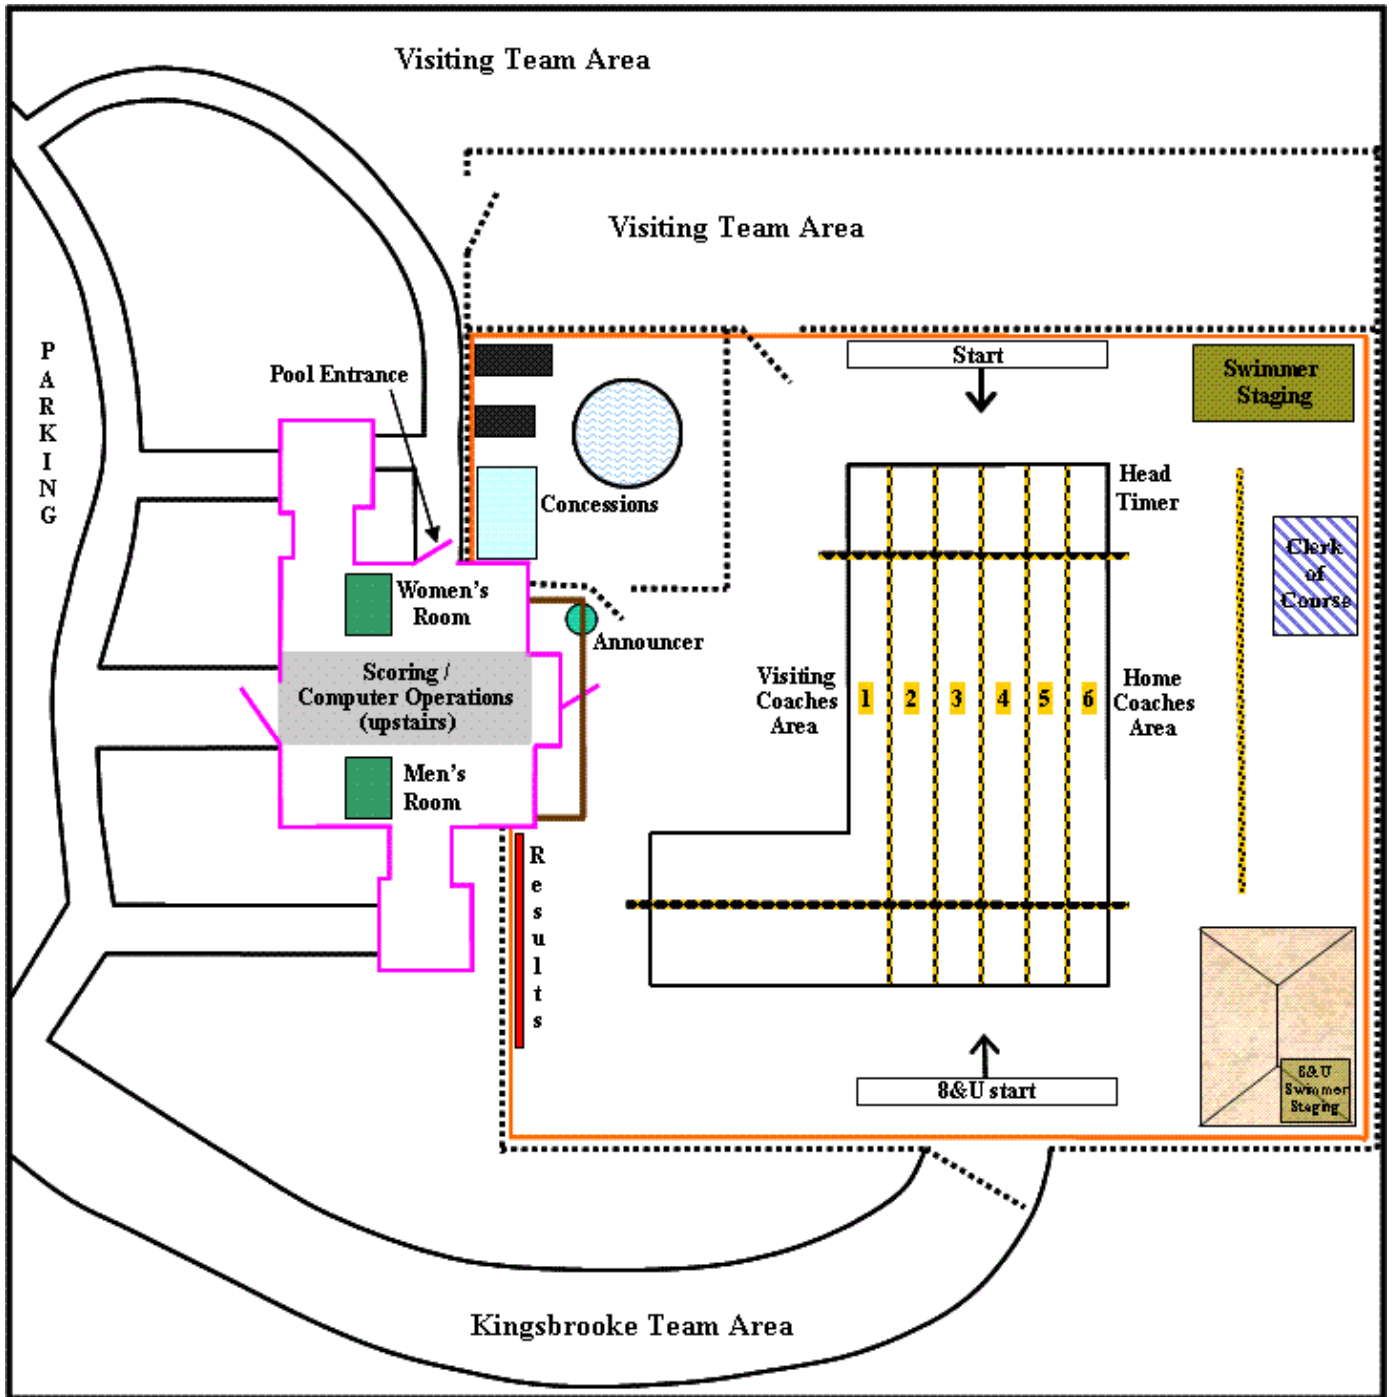 Visiting Team Area
Visiting Team Area
PARKING
Pool Entrance
Start
Swimmer
Staging
Concessions
Head
Timer
Clerk
of
Course
Women's
Room
Announcer
Scoring /
Computer Operations
(upstairs)
Visiting
Coaches
Area
1 2 3 4 5 6
Home
Coaches
Area
Men's
Room
Results
8&U start
8&U
Swimmer
Staging
Kingsbrooke Team Area